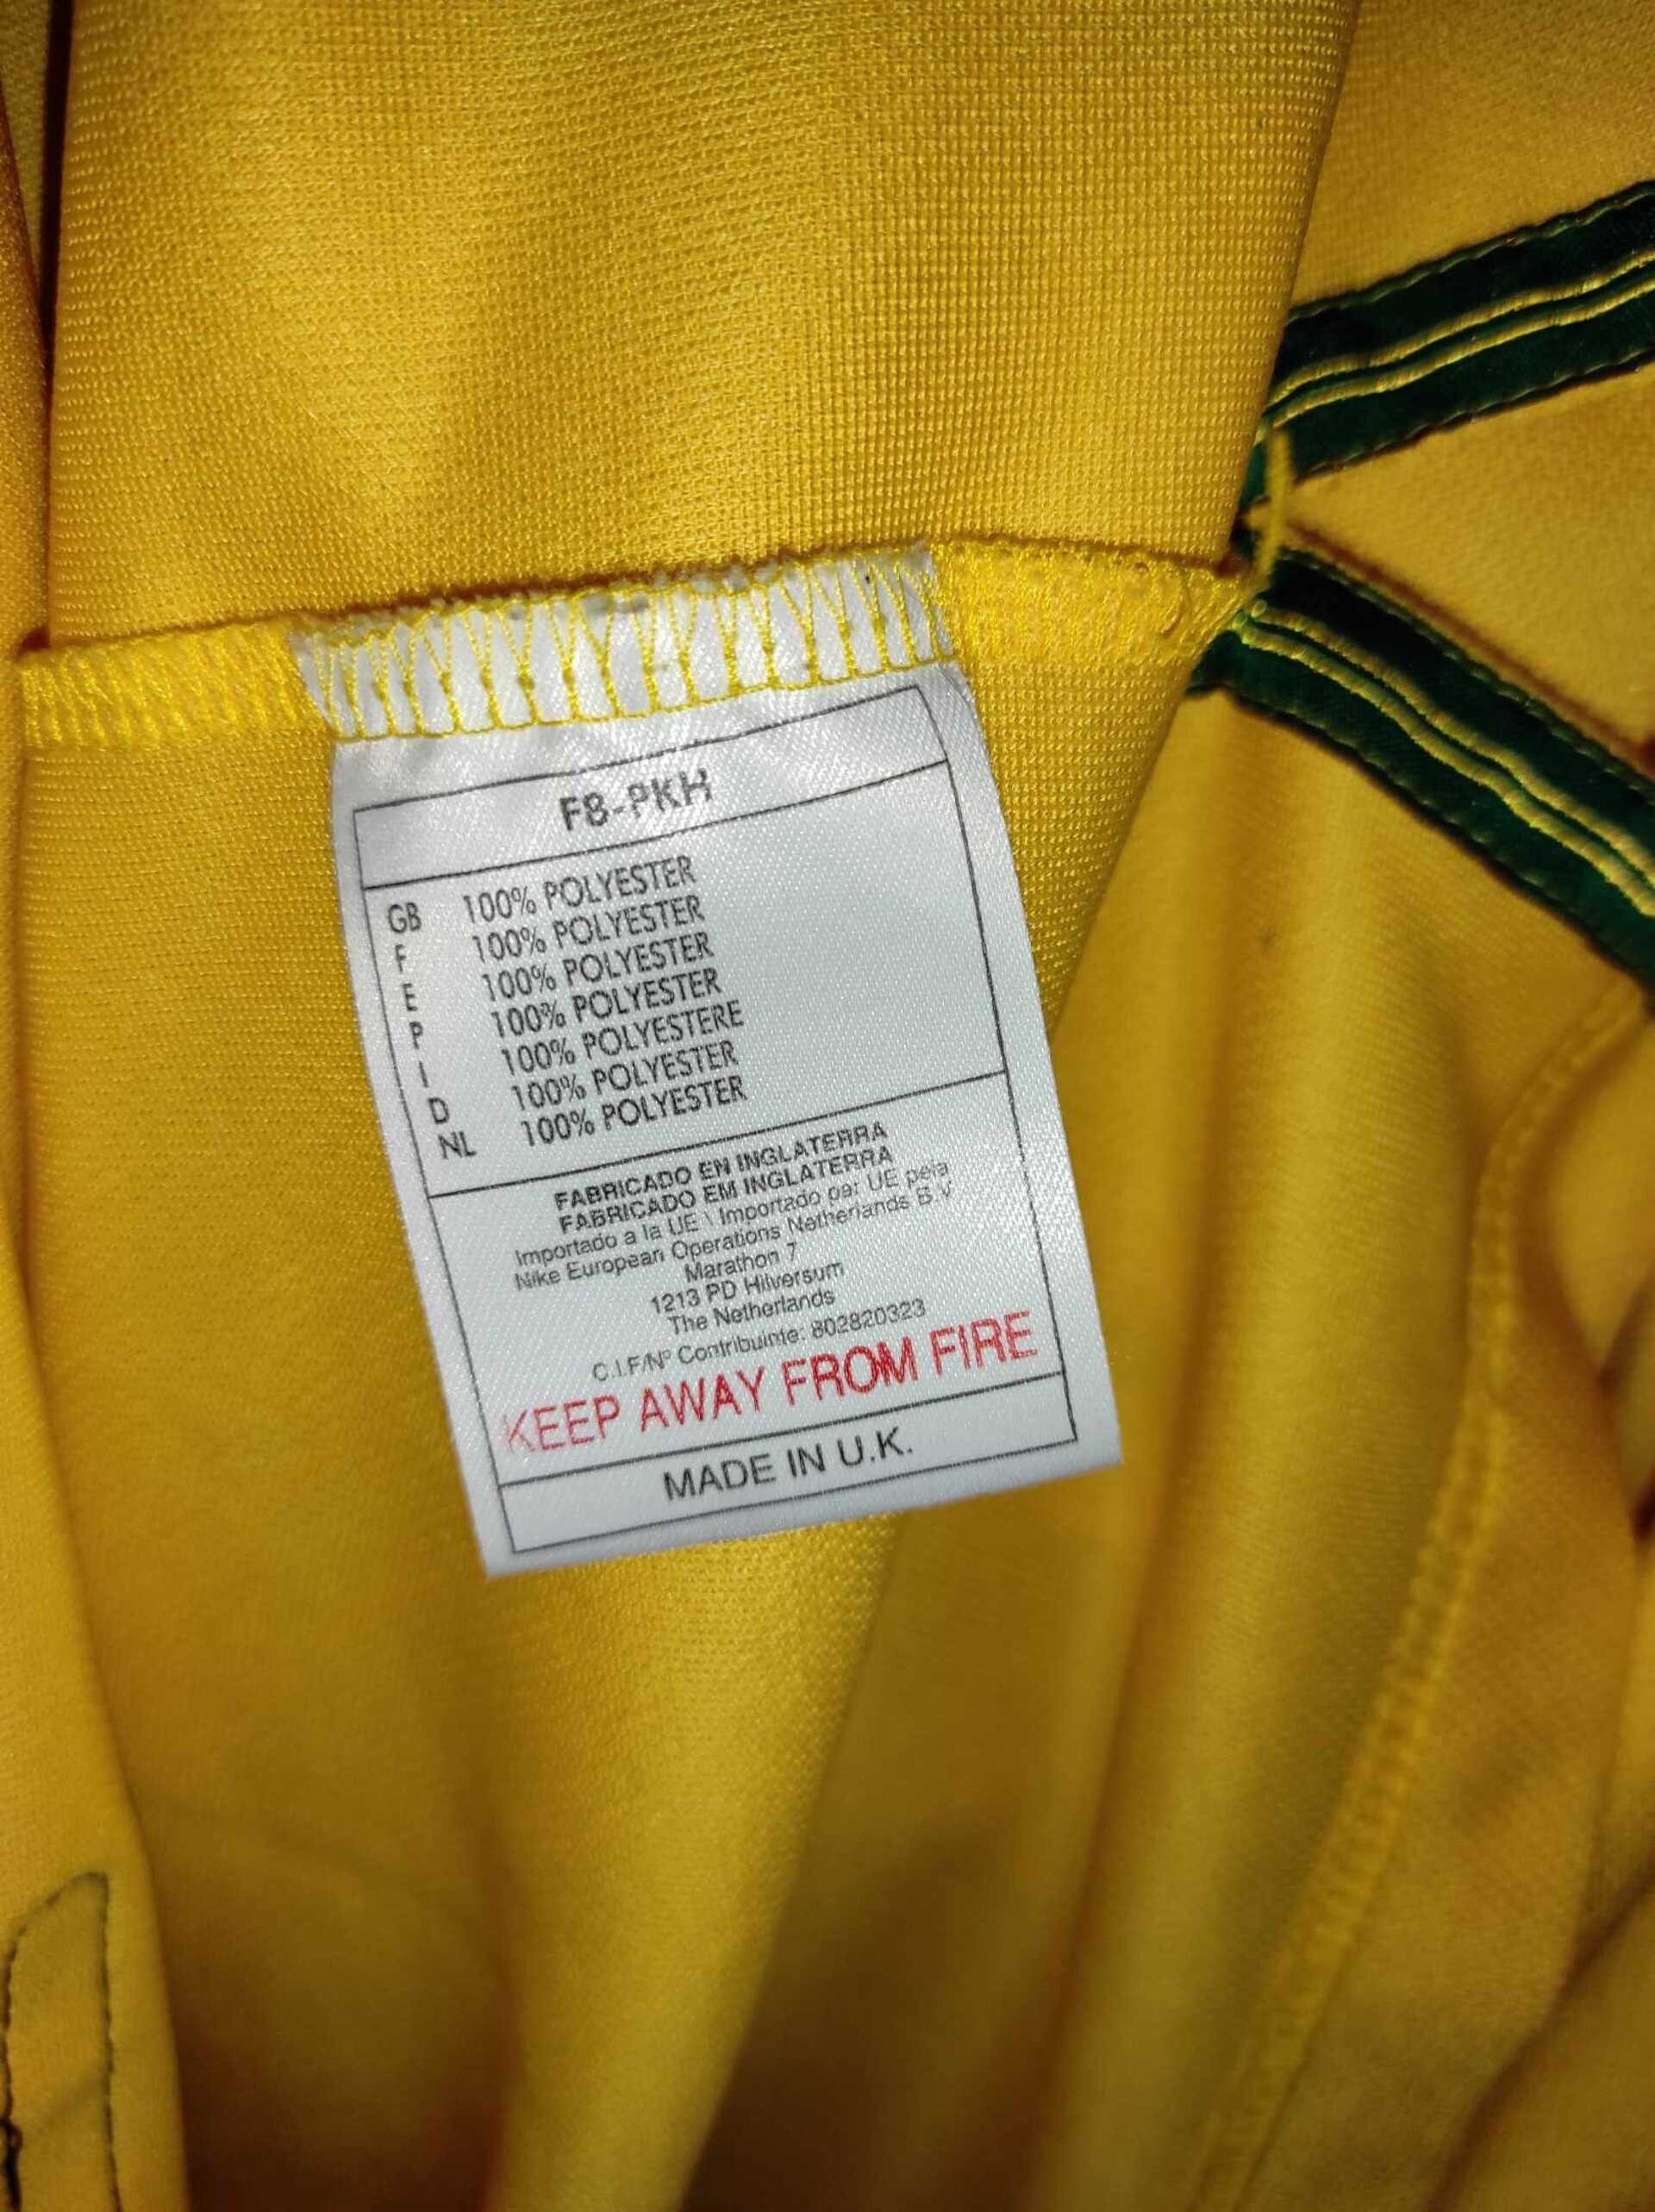 F8-PKH
GB 100% POLYESTER
F 100% POLYESTER
E 100% POLYESTER
P 100% POLYESTER
I 100% POLYESTERE
D 100% POLYESTER
NL 100% POLYESTER
FABRICADO EN INGLATERRA
FABRICADO EM INGLATERRA
Importado a la UE \ Importado par UE pela
Nike European Operations Netherlands B V
Marathon 7
1213 PD Hilversum
The Netherlands
C.I.F/Nº Contribuinte: 802820323
KEEP AWAY FROM FIRE
MADE IN U.K.